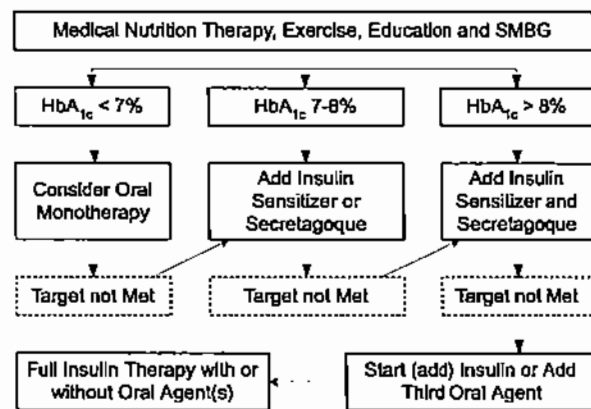 Medical Nutrition Therapy, Exercise, Education and SMBG
HbA1c < 7%
HbA1c 7-8%
HbA1c > 8%
Consider Oral
Monotherapy
Add Insulin
Sensitizer or
Secretagoque
Add Insulin
Sensitizer and
Secretagoque
Target not Met
Target not Met
Target not Met
Full Insulin Therapy with or
without Oral Agent(s)
Start (add) Insulin or Add
Third Oral Agent